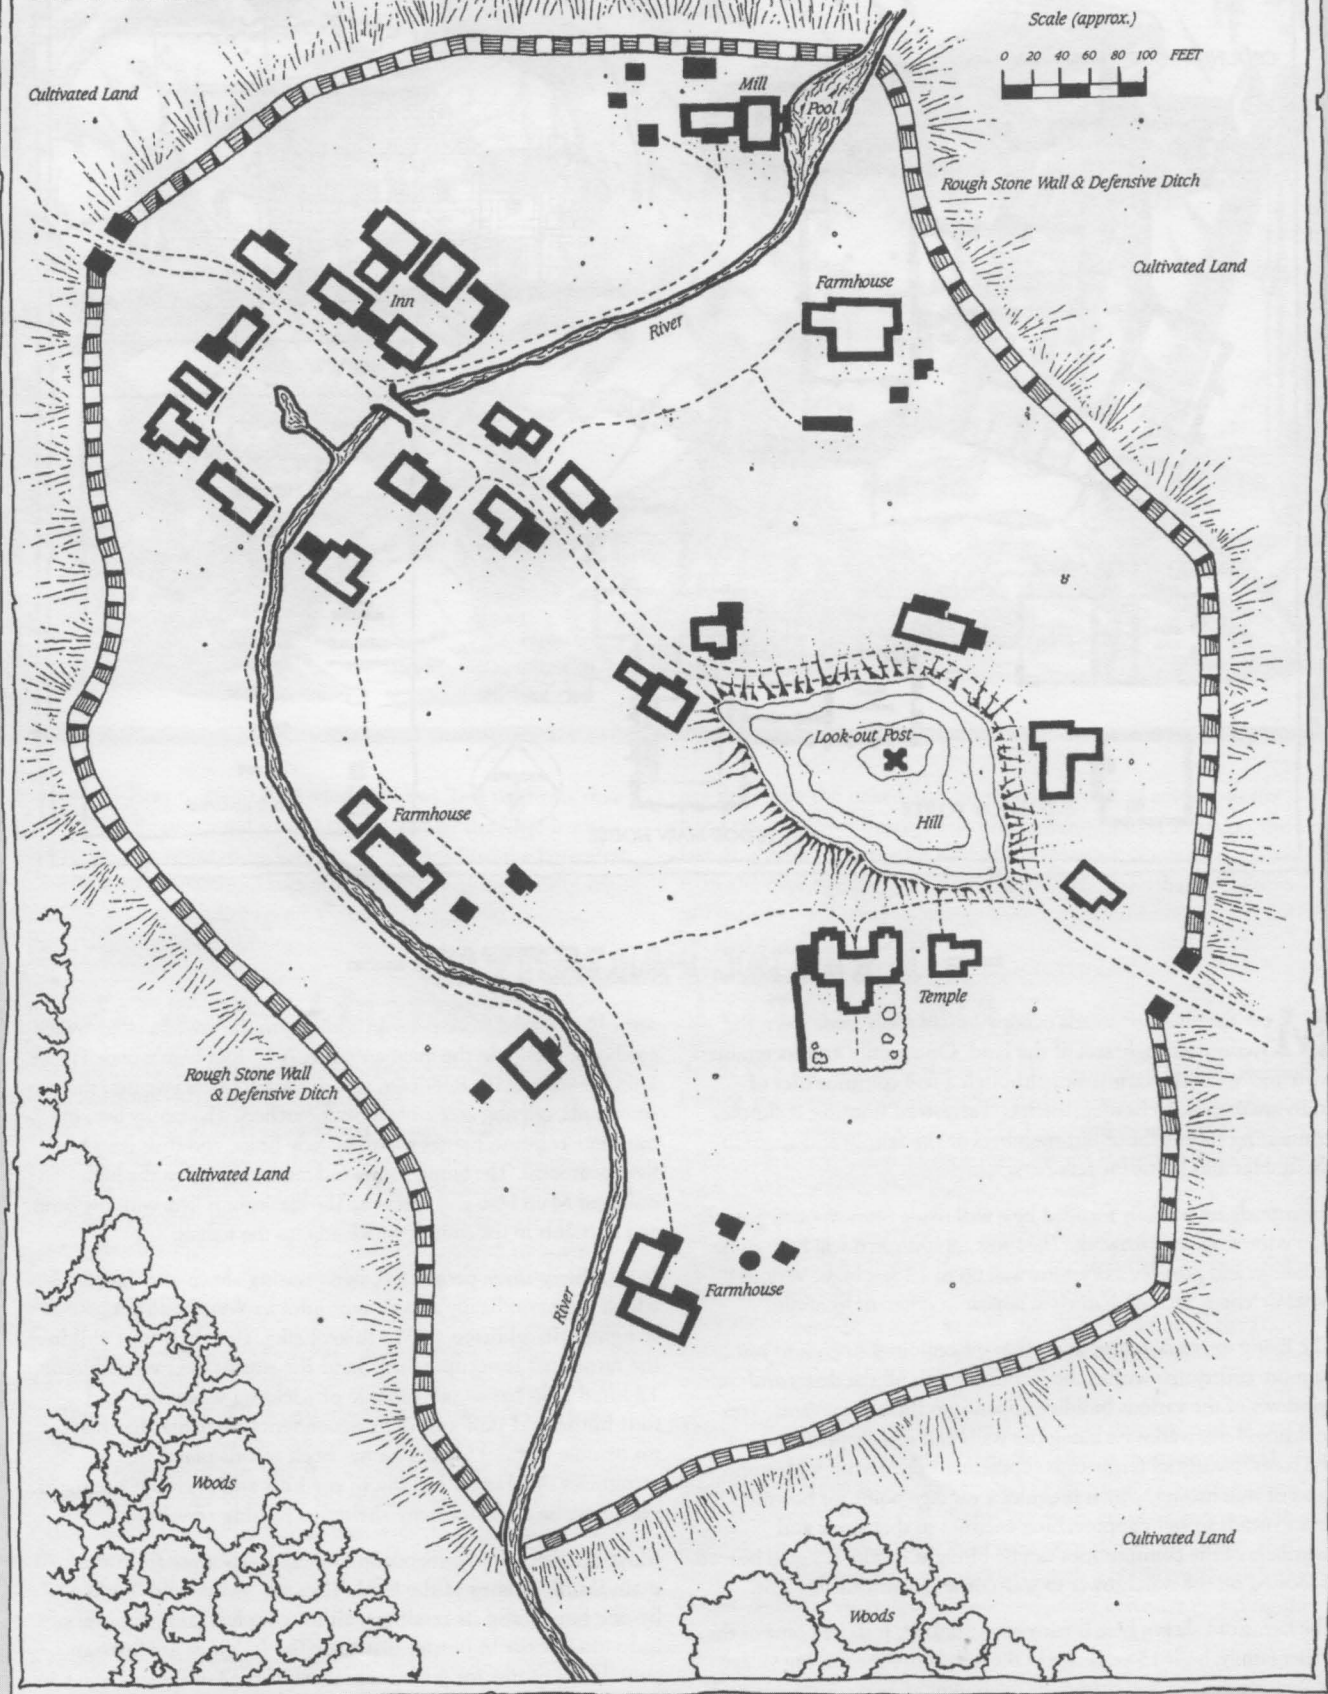 Scale (approx.)
0 20 40 60 80 100 FEET
Cultivated Land
Mill
Pool
Rough Stone Wall & Defensive Ditch
Cultivated Land
Farmhouse
Inn
River
Look-out Post
Hill
Farmhouse
Temple
Rough Stone Wall
& Defensive Ditch
Cultivated Land
Farmhouse
River
Woods
Cultivated Land
Woods